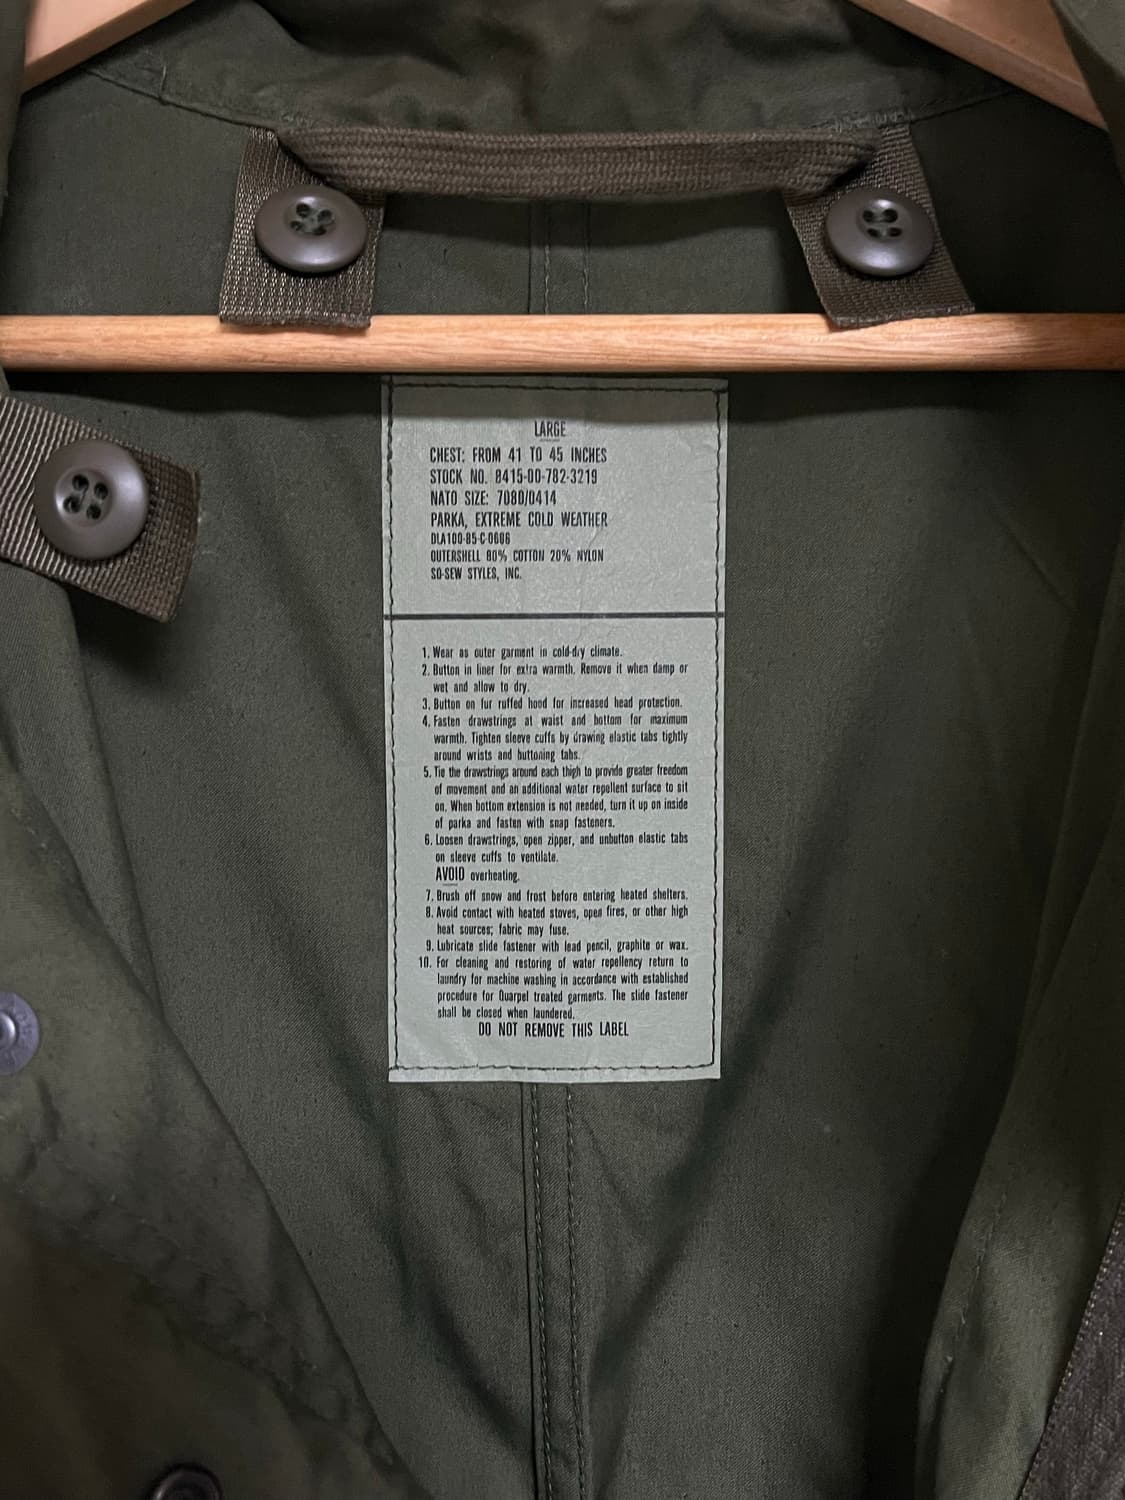 LARGE
CHEST: FROM 41 TO 45 INCHES
STOCK NO. 8415-00-782-3219
NATO SIZE: 7080/0414
PARKA, EXTREME COLD WEATHER
DLA100-85-C-0686
OUTERSHELL 80% COTTON 20% NYLON
SO-SEW STYLES, INC.
1. Wear as outer garment in cold-dry climate.
2. Button in liner for extra warmth. Remove it when damp or
wet and allow to dry.
3. Button on fur ruffed hood for increased head protection.
4. Fasten drawstrings at waist and bottom for maximum
warmth. Tighten sleeve cuffs by drawing elastic tabs tightly
around wrists and buttoning tabs.
5. Tie the drawstrings around each thigh to provide greater freedom
of movement and an additional water repellent surface to sit
on. When bottom extension is not needed, turn it up on inside
of parka and fasten with snap fasteners.
6. Loosen drawstrings, open zipper, and unbutton elastic tabs
on sleeve cuffs to ventilate.
AVOID overheating.
7. Brush off snow and frost before entering heated shelters.
8. Avoid contact with heated stoves, open fires, or other high
heat sources; fabric may fuse.
9. Lubricate slide fastener with lead pencil, graphite or wax.
10. For cleaning and restoring of water repellency return to
laundry for machine washing in accordance with established
procedure for Quarpel treated garments. The slide fastener
shall be closed when laundered.
DO NOT REMOVE THIS LABEL